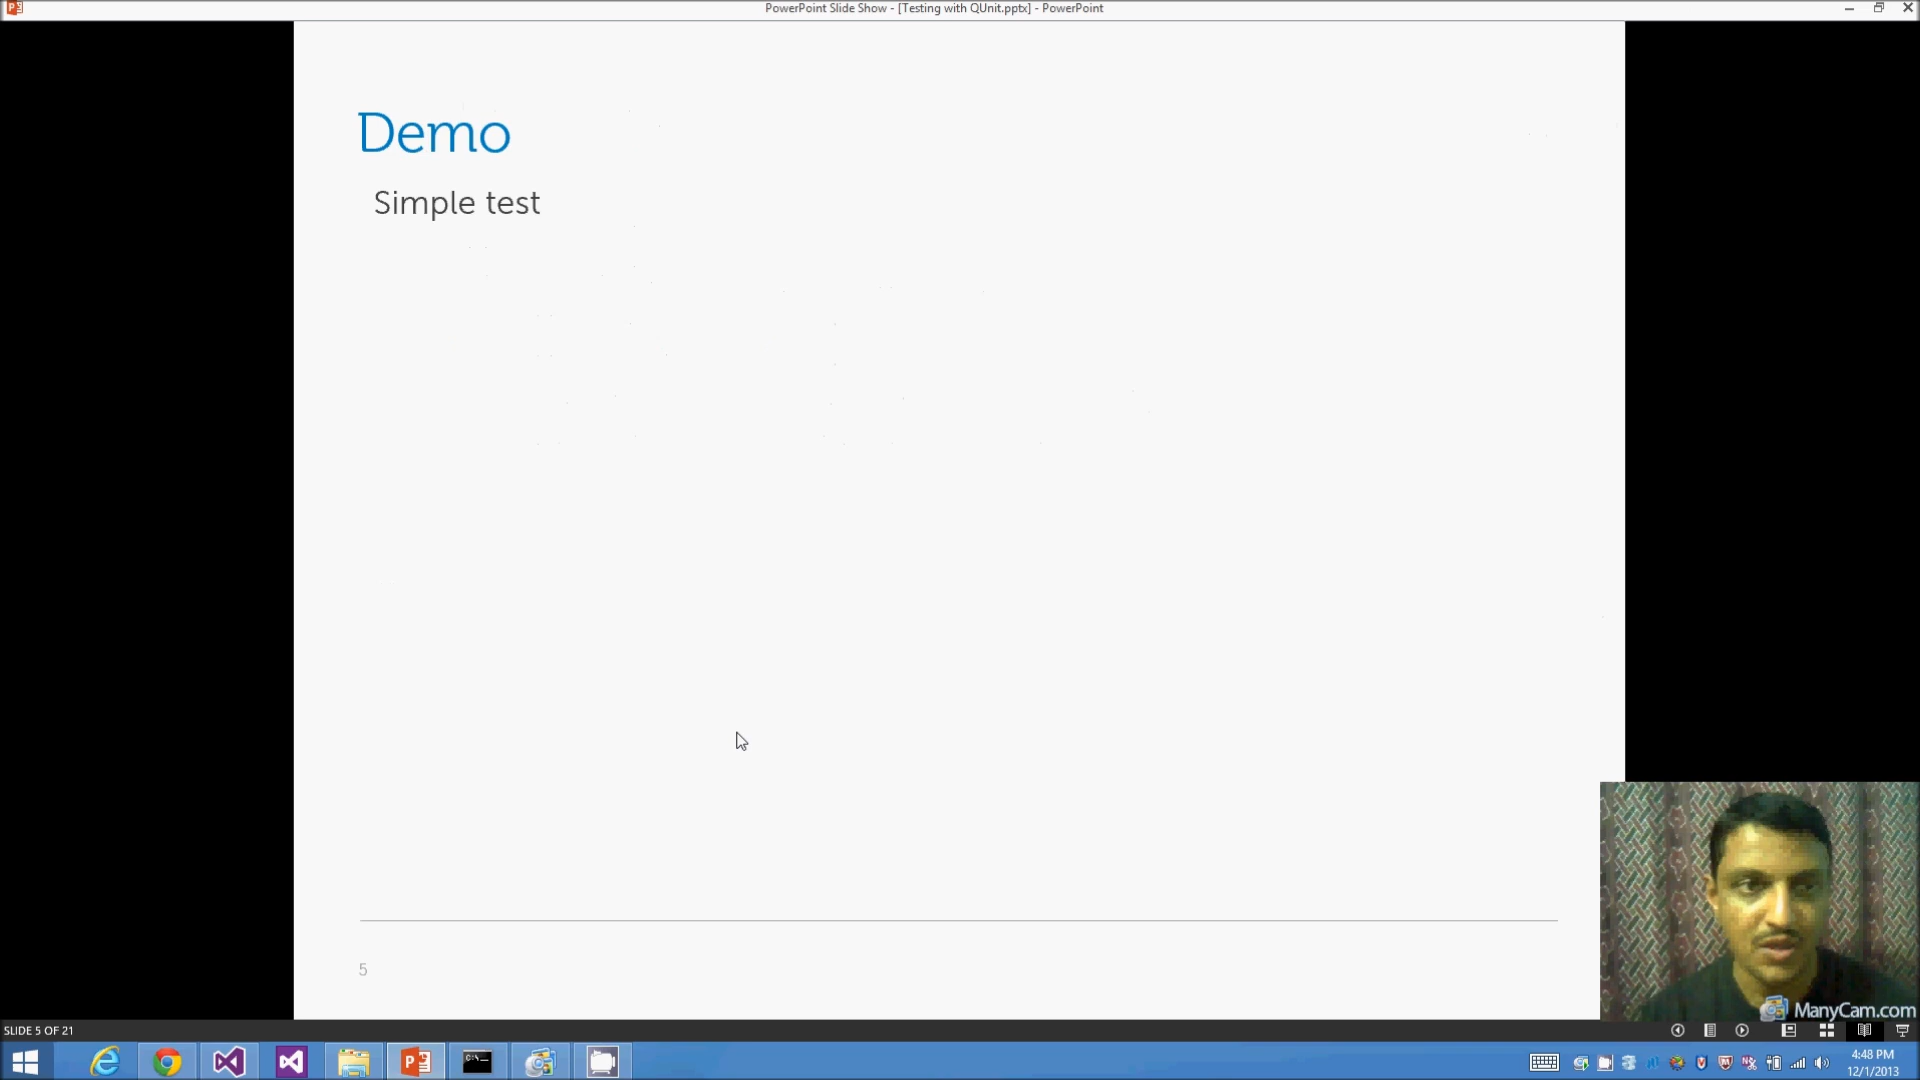 PowerPoint Slide Show - [Testing with QUnit.pptx] - PowerPoint
Demo
Simple test
5
ManyCam.com
SLIDE 5 OF 21
4:48 PM
12/1/2013